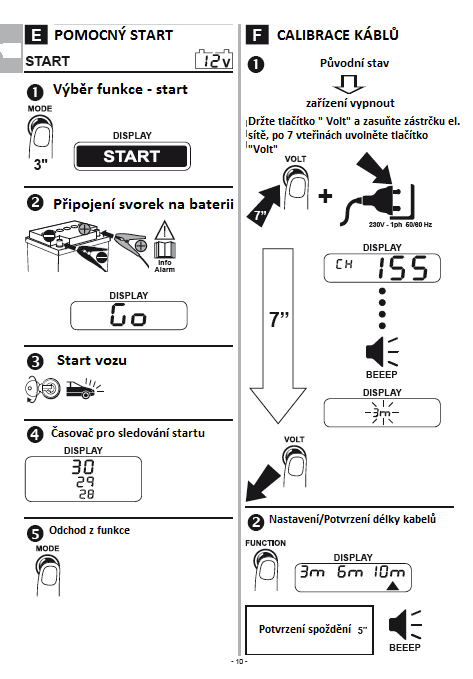 E POMOCNÝ START
START 12v
1 Výběr funkce - start
MODE
3"
DISPLAY
START
2 Připojení svorek na baterii
Info
Alarm
DISPLAY
Go
3 Start vozu
4 Časovač pro sledování startu
DISPLAY
30
29
28
5 Odchod z funkce
MODE
F CALIBRACE KÁBLŮ
1 Původní stav
zařízení vypnout
Držte tlačítko " Volt" a zasuňte zástrčku el.
sítě, po 7 vteřinách uvolněte tlačítko
"Volt"
VOLT
7"
+
230V - 1ph 50/60 Hz
DISPLAY
CH 155
7”
BEEEP
DISPLAY
3m
VOLT
2 Nastavení/Potvrzení délky kabelů
FUNCTION
DISPLAY
3m 6m 10m
Potvrzení spoždění 5”
BEEEP
- 10 -